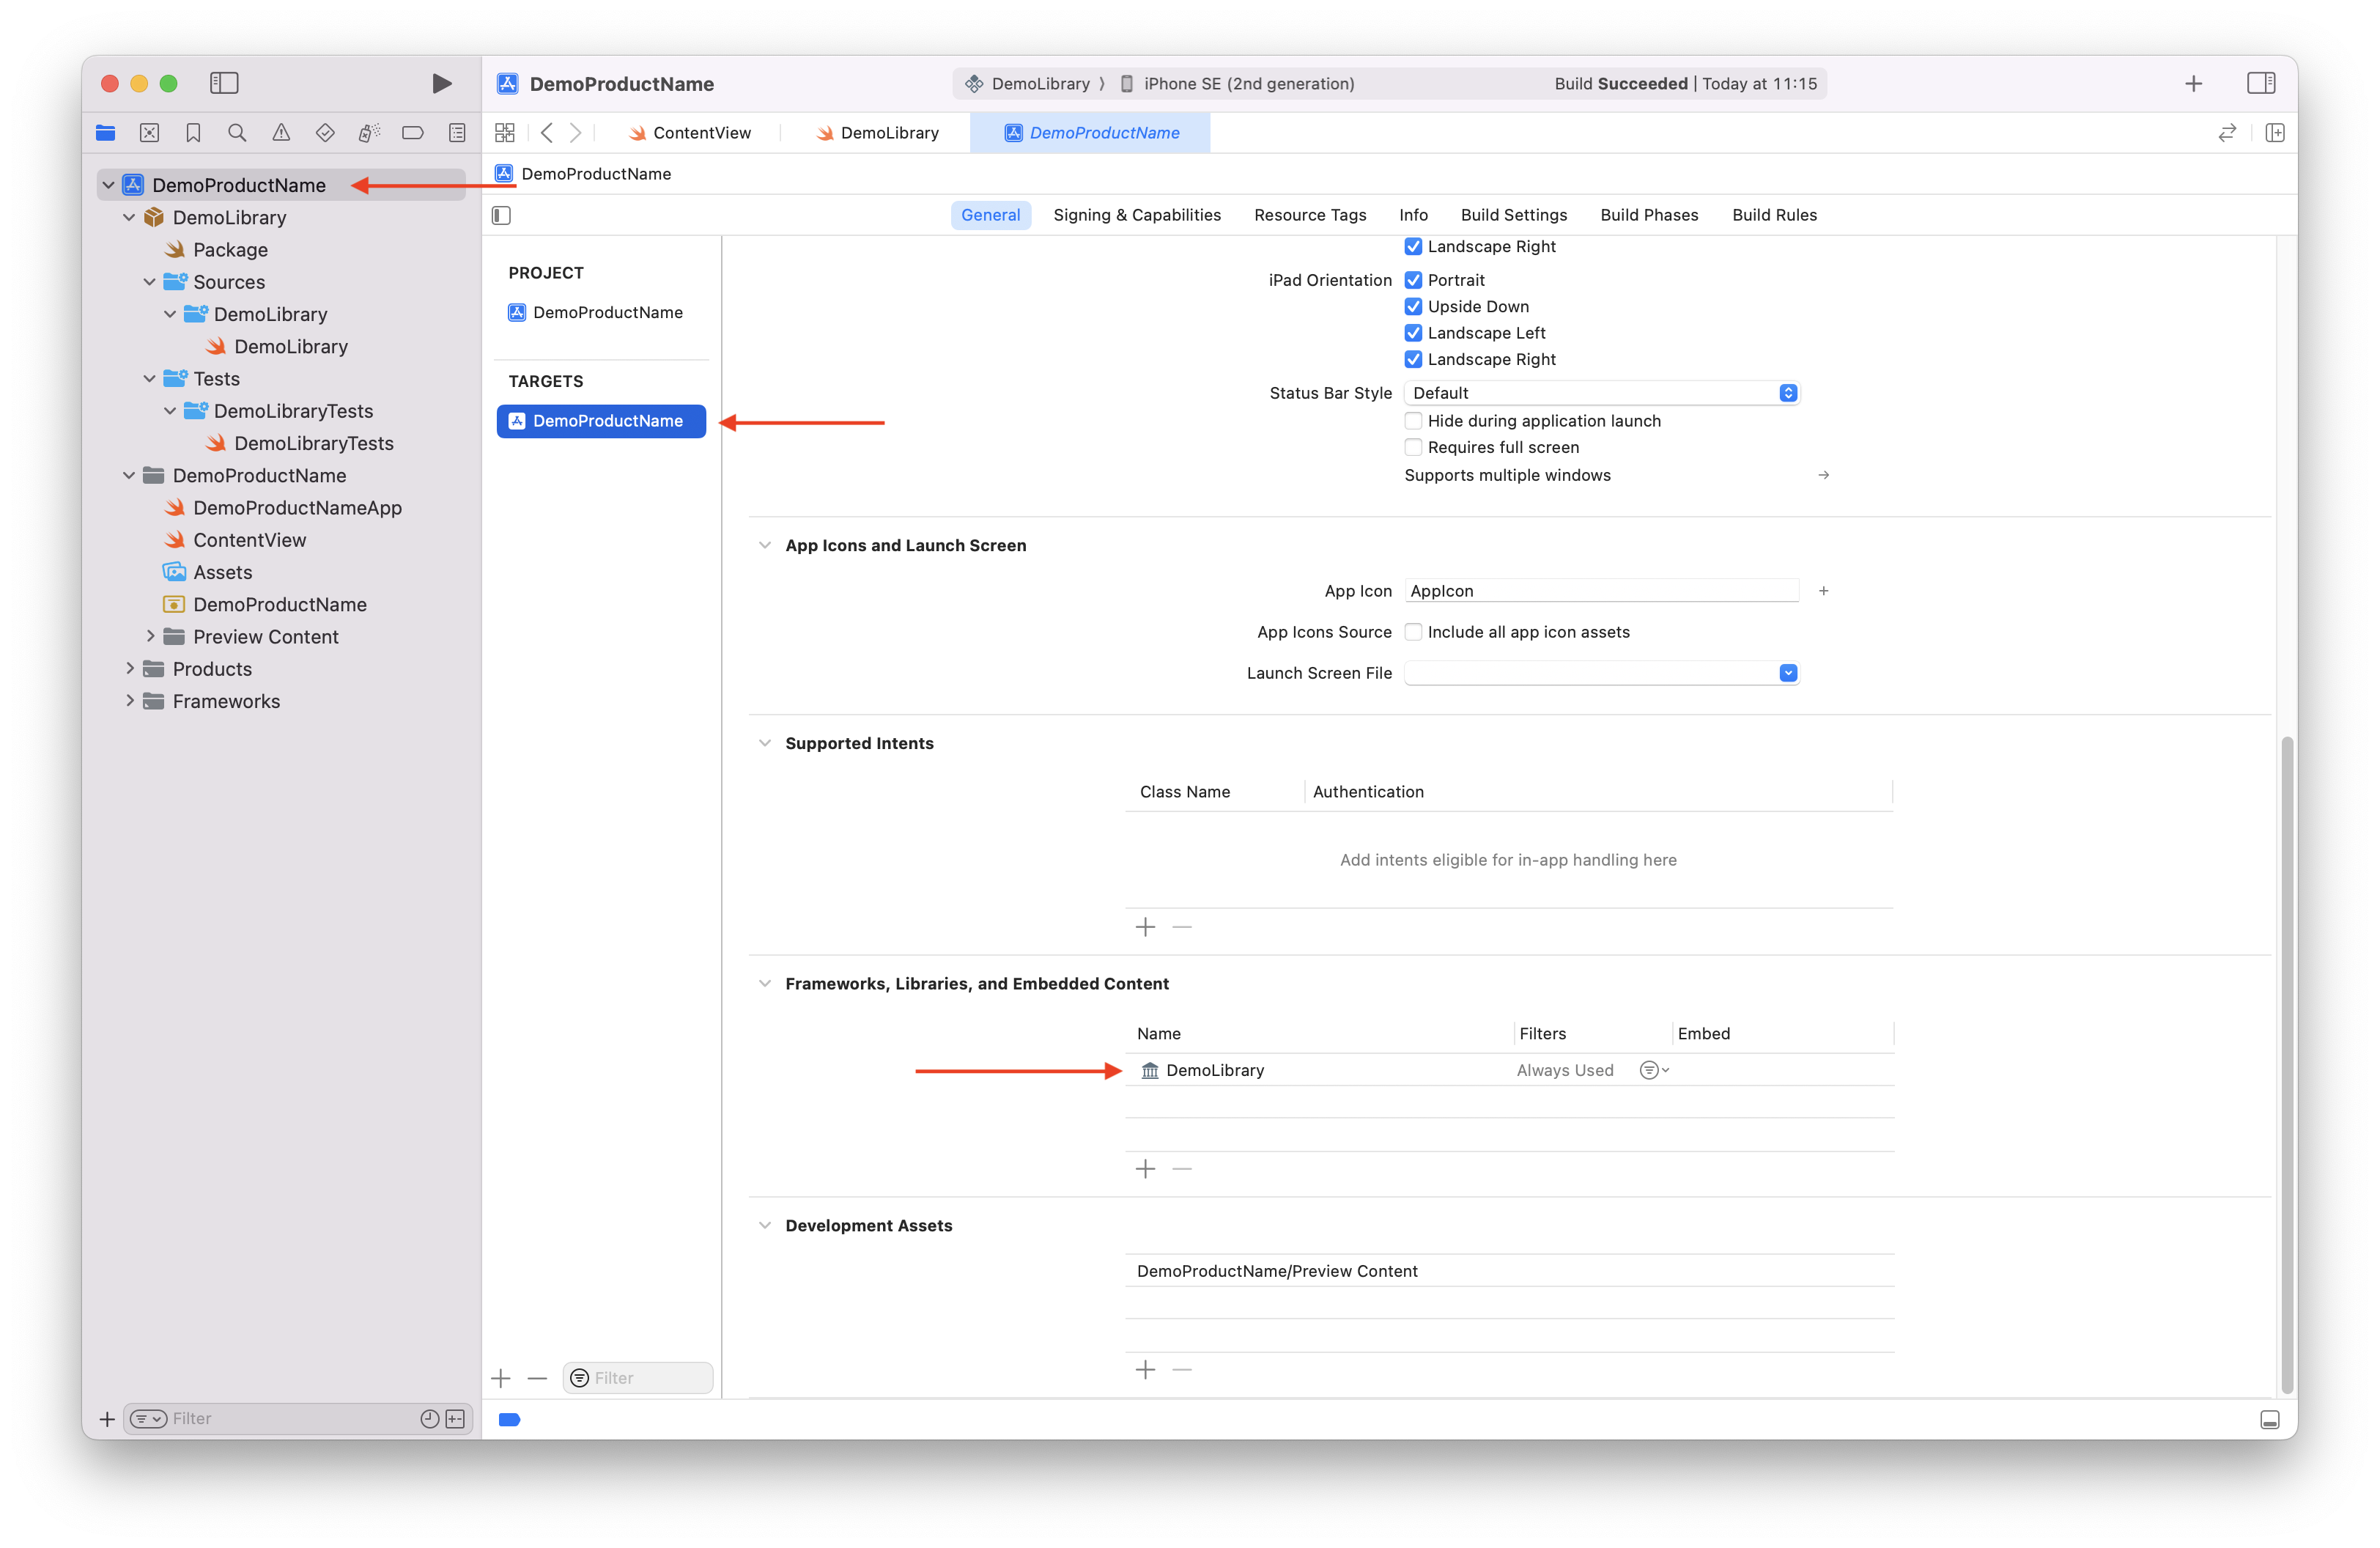 DemoProductName
DemoLibrary 〉 iPhone SE (2nd generation)
Build Succeeded | Today at 11:15
ContentView
DemoLibrary
DemoProductName
DemoProductName
DemoLibrary
Package
Sources
DemoLibrary
DemoLibrary
Tests
DemoLibraryTests
DemoLibraryTests
DemoProductName
DemoProductNameApp
ContentView
Assets
DemoProductName
Preview Content
Products
Frameworks
Filter
DemoProductName
General Signing & Capabilities Resource Tags Info Build Settings Build Phases Build Rules
PROJECT
DemoProductName
TARGETS
DemoProductName
Filter
Landscape Right
iPad Orientation Portrait
Upside Down
Landscape Left
Landscape Right
Status Bar Style Default
Hide during application launch
Requires full screen
Supports multiple windows
App Icons and Launch Screen
App Icon AppIcon
App Icons Source Include all app icon assets
Launch Screen File
Supported Intents
Class Name Authentication
Add intents eligible for in-app handling here
Frameworks, Libraries, and Embedded Content
Name Filters Embed
DemoLibrary Always Used
Development Assets
DemoProductName/Preview Content